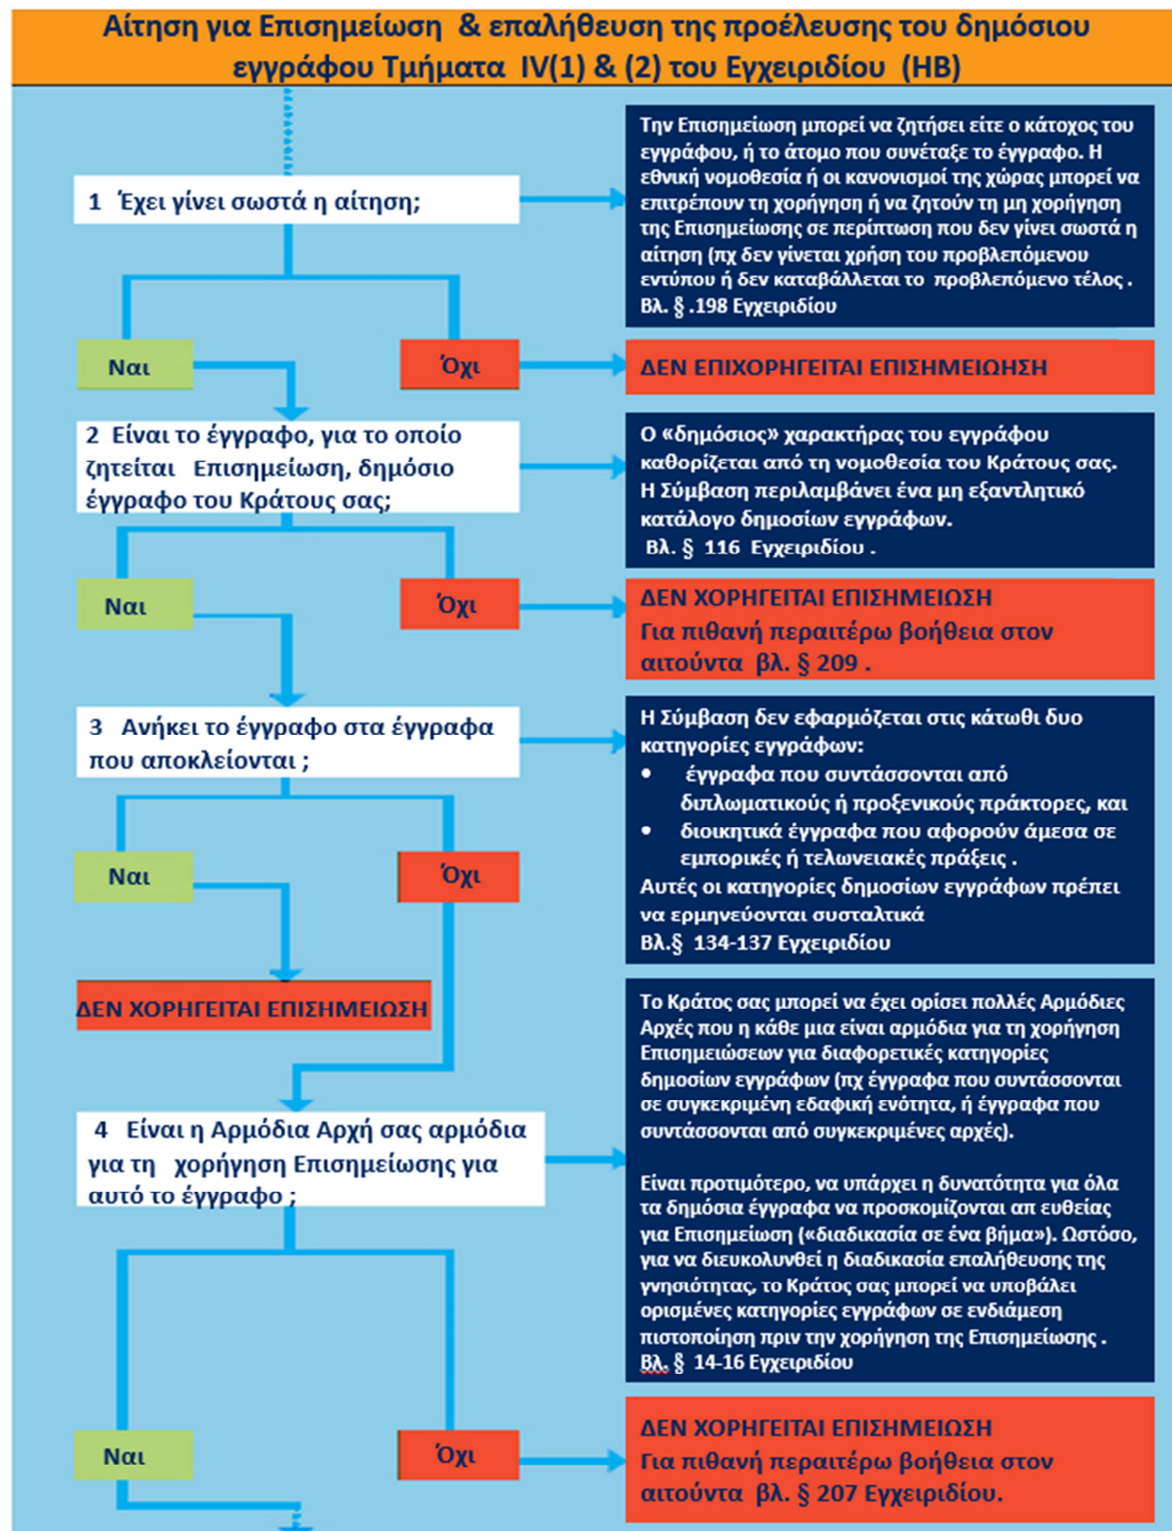 Αίτηση για Επισημείωση & επαλήθευση της προέλευσης του δημόσιου
εγγράφου Τμήματα IV(1) & (2) του Εγχειριδίου (HB)
1 Έχει γίνει σωστά η αίτηση;
Την Επισημείωση μπορεί να ζητήσει είτε ο κάτοχος του
εγγράφου, ή το άτομο που συνέταξε το έγγραφο. Η
εθνική νομοθεσία ή οι κανονισμοί της χώρας μπορεί να
επιτρέπουν τη χορήγηση ή να ζητούν τη μη χορήγηση
της Επισημείωσης σε περίπτωση που δεν γίνει σωστά η
αίτηση (πχ δεν γίνεται χρήση του προβλεπόμενου
εντύπου ή δεν καταβάλλεται το προβλεπόμενο τέλος .
Βλ. § .198 Εγχειριδίου
Ναι
Όχι
ΔΕΝ ΕΠΙΧΟΡΗΓΕΙΤΑΙ ΕΠΙΣΗΜΕΙΩΗΣΗ
2 Είναι το έγγραφο, για το οποίο
ζητείται Επισημείωση, δημόσιο
έγγραφο του Κράτους σας;
Ο «δημόσιος» χαρακτήρας του εγγράφου
καθορίζεται από τη νομοθεσία του Κράτους σας.
Η Σύμβαση περιλαμβάνει ένα μη εξαντλητικό
κατάλογο δημοσίων εγγράφων.
Βλ. § 116 Εγχειριδίου .
Ναι
Όχι
ΔΕΝ ΧΟΡΗΓΕΙΤΑΙ ΕΠΙΣΗΜΕΙΩΣΗ
Για πιθανή περαιτέρω βοήθεια στον
αιτούντα βλ. § 209 .
3 Ανήκει το έγγραφο στα έγγραφα
που αποκλείονται ;
Η Σύμβαση δεν εφαρμόζεται στις κάτωθι δυο
κατηγορίες εγγράφων:
• έγγραφα που συντάσσονται από
διπλωματικούς ή προξενικούς πράκτορες, και
• διοικητικά έγγραφα που αφορούν άμεσα σε
εμπορικές ή τελωνειακές πράξεις .
Αυτές οι κατηγορίες δημοσίων εγγράφων πρέπει
να ερμηνεύονται συσταλτικά
Βλ.§ 134-137 Εγχειριδίου
Ναι
Όχι
ΔΕΝ ΧΟΡΗΓΕΙΤΑΙ ΕΠΙΣΗΜΕΙΩΣΗ
4 Είναι η Αρμόδια Αρχή σας αρμόδια
για τη χορήγηση Επισημείωσης για
αυτό το έγγραφο ;
Το Κράτος σας μπορεί να έχει ορίσει πολλές Αρμόδιες
Αρχές που η κάθε μια είναι αρμόδια για τη χορήγηση
Επισημειώσεων για διαφορετικές κατηγορίες
δημοσίων εγγράφων (πχ έγγραφα που συντάσσονται
σε συγκεκριμένη εδαφική ενότητα, ή έγγραφα που
συντάσσονται από συγκεκριμένες αρχές).
Είναι προτιμότερο, να υπάρχει η δυνατότητα για όλα
τα δημόσια έγγραφα να προσκομίζονται απ ευθείας
για Επισημείωση («διαδικασία σε ένα βήμα»). Ωστόσο,
για να διευκολυνθεί η διαδικασία επαλήθευσης της
γνησιότητας, το Κράτος σας μπορεί να υποβάλει
ορισμένες κατηγορίες εγγράφων σε ενδιάμεση
πιστοποίηση πριν την χορήγηση της Επισημείωσης .
Βλ. § 14-16 Εγχειριδίου
Ναι
Όχι
ΔΕΝ ΧΟΡΗΓΕΙΤΑΙ ΕΠΙΣΗΜΕΙΩΣΗ
Για πιθανή περαιτέρω βοήθεια στον
αιτούντα βλ. § 207 Εγχειριδίου.